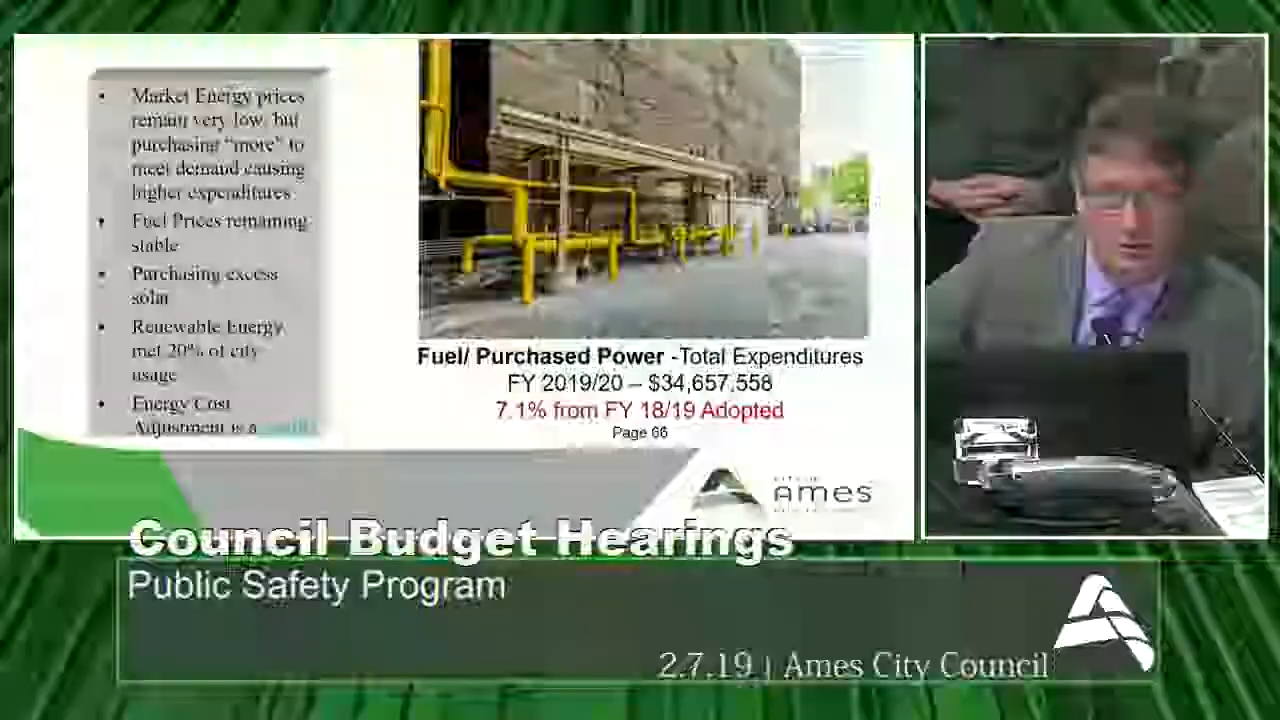 • Market Energy prices
remain very low, but
purchasing “more” to
meet demand causing
higher expenditures
• Fuel Prices remaining
stable
• Purchasing excess
solar
• Renewable Energy
met 20% of city
usage
• Energy Cost
Adjustment is a
Fuel/ Purchased Power -Total Expenditures
FY 2019/20 – $34,657,558
7.1% from FY 18/19 Adopted
Page 66
CITY OF
Ames
Council Budget Hearings
Public Safety Program
2.7.19 | Ames City Council